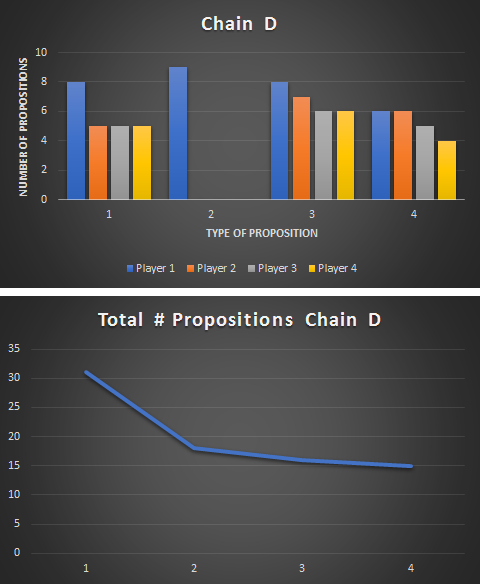 Chain D
10
8
6
4
2
0
NUMBER OF PROPOSITIONS
1 2 3 4
TYPE OF PROPOSITION
Player 1 Player 2 Player 3 Player 4
Total # Propositions Chain D
35
30
25
20
15
10
5
0
1 2 3 4